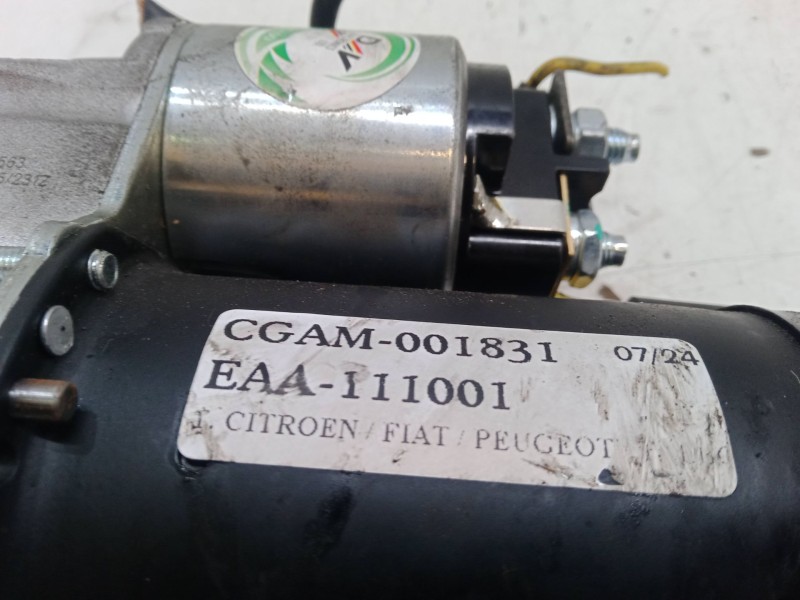 CGAM-001831 07/24
EAA-111001
CITROEN / FIAT / PEUGEOT